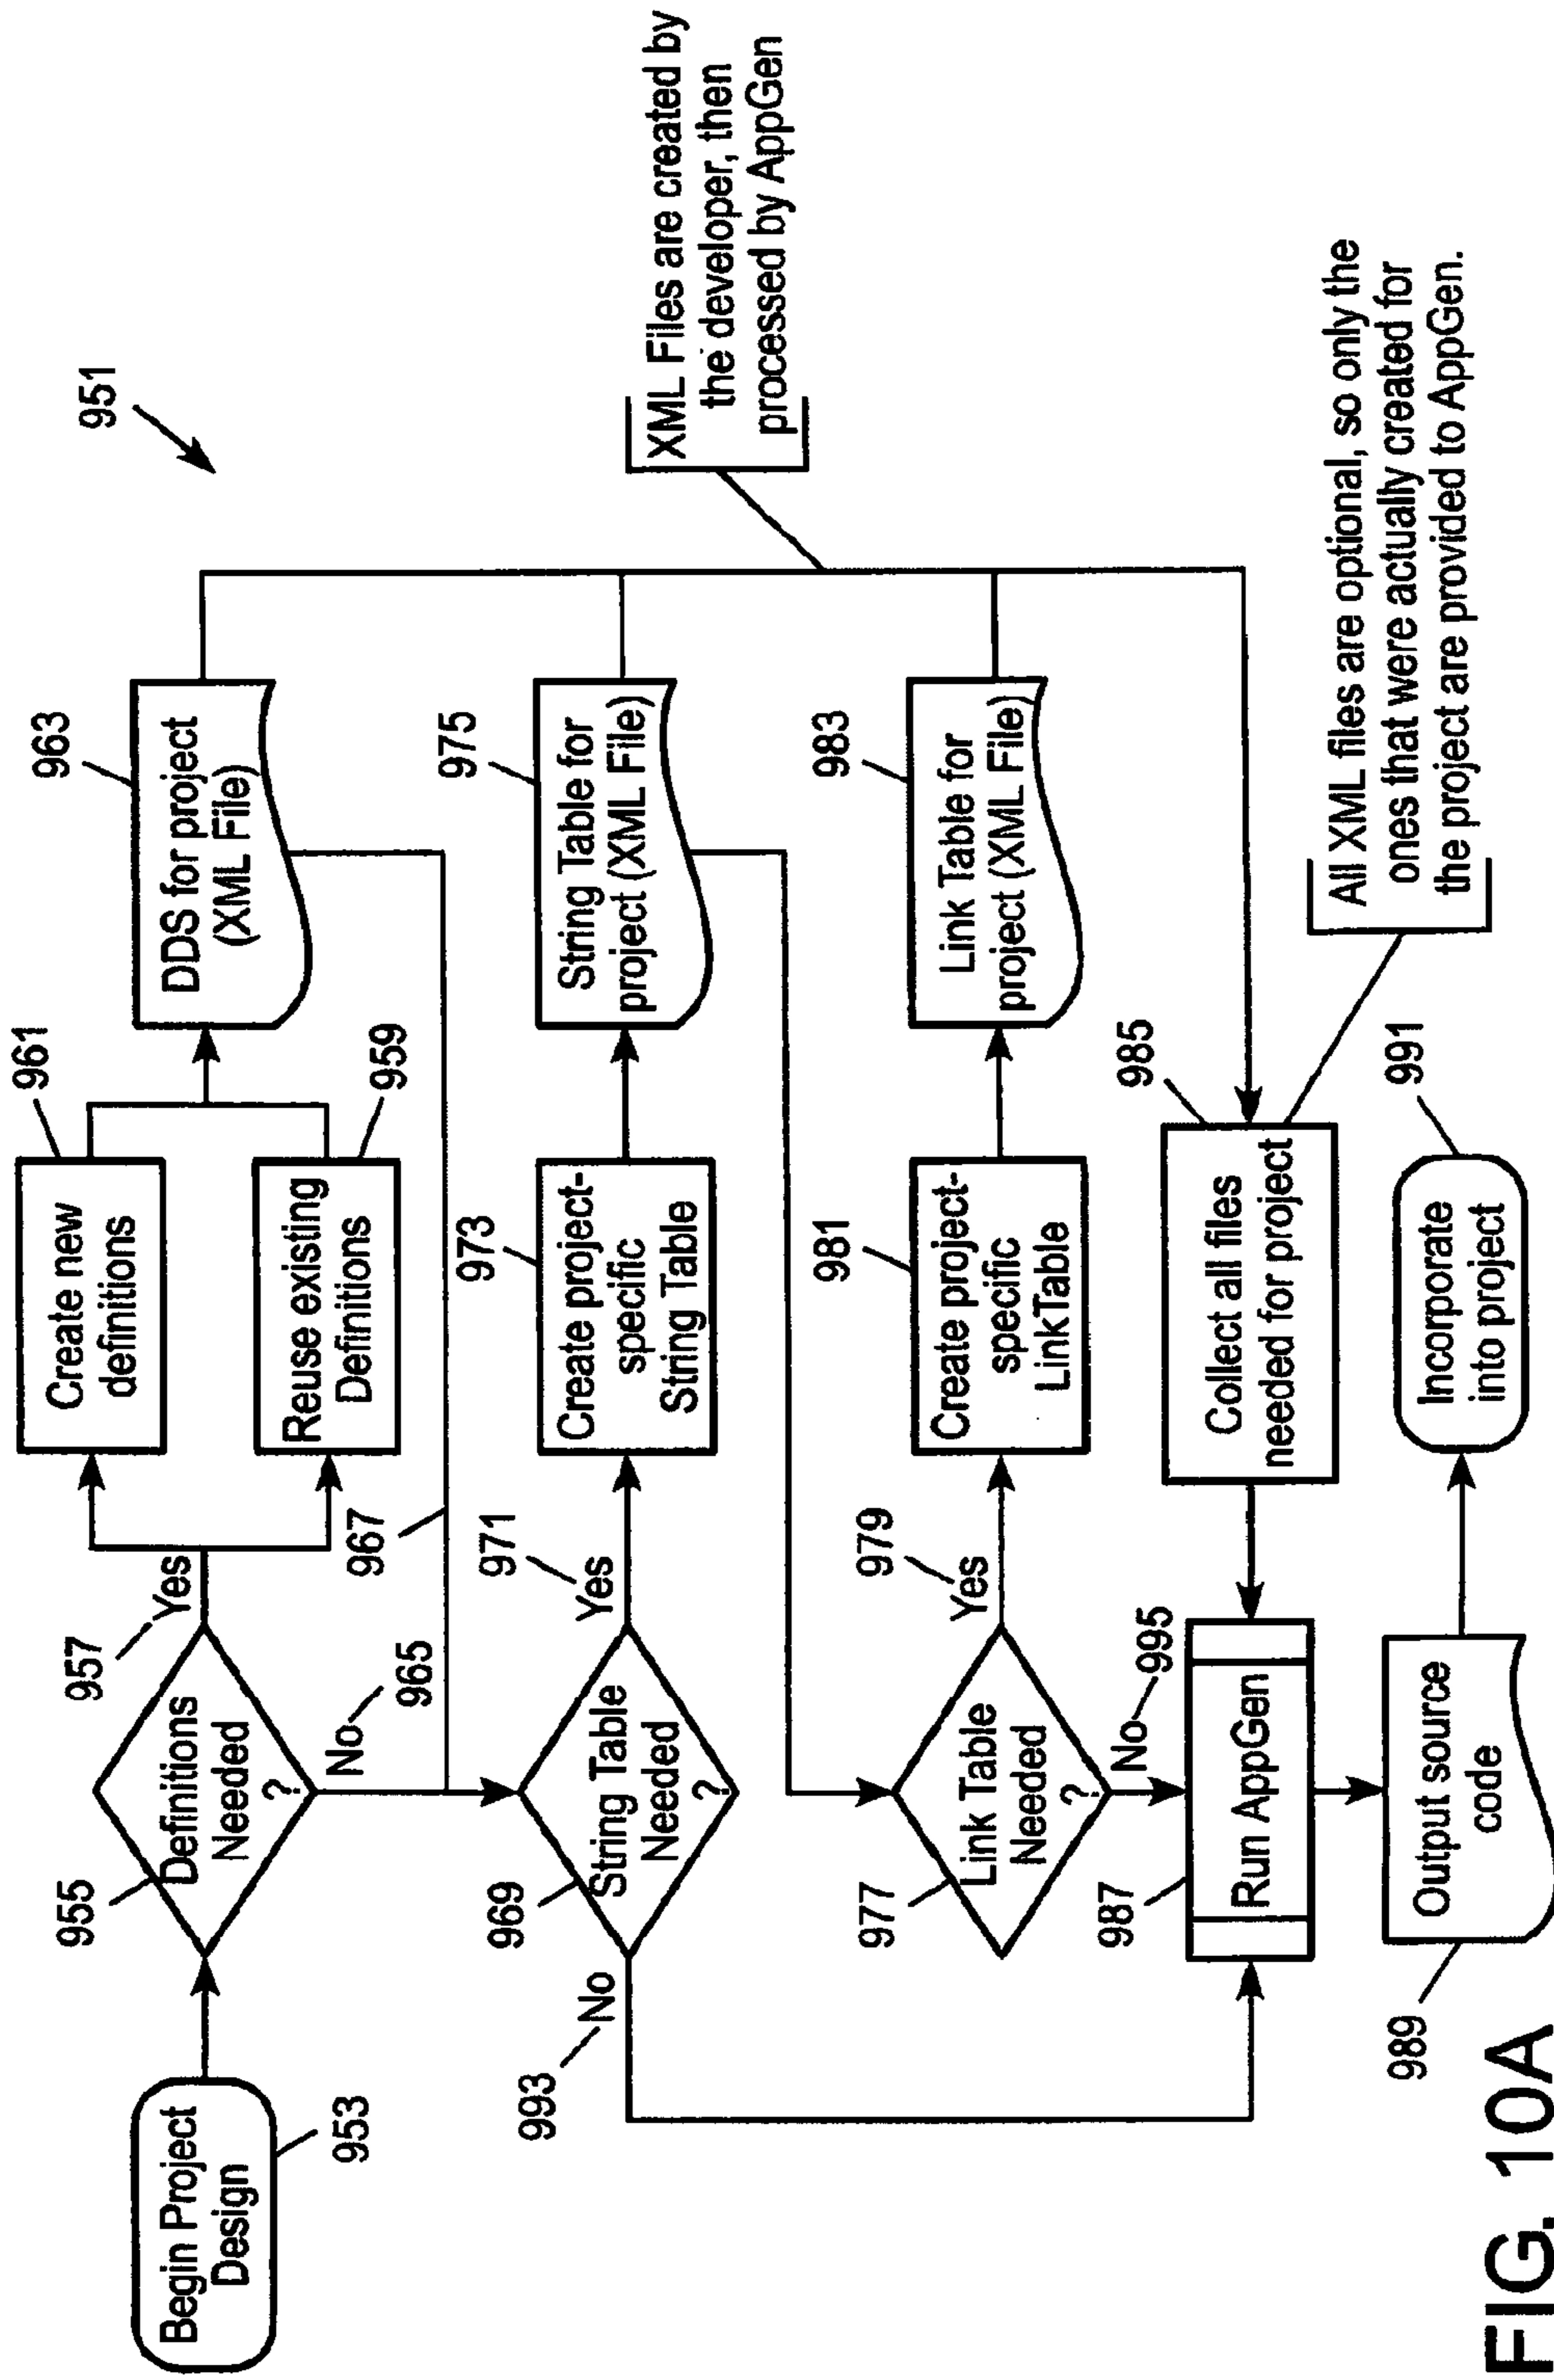 951
Begin Project
Design
953
955
Definitions
Needed
?
957
Yes
No
965
961
Create new
definitions
Reuse existing
Definitions
959
963
DDS for project
(XML File)
967
969
String Table
Needed
?
971
Yes
993
No
973
Create project-
specific
String Table
975
String Table for
project (XML File)
XML Files are created by
the developer, then
processed by AppGen
977
Link Table
Needed
?
979
Yes
No
995
981
Create project-
specific
LinkTable
983
Link Table for
project (XML File)
987
Run AppGen
985
Collect all files
needed for project
All XML files are optional, so only the
ones that were actually created for
the project are provided to AppGen.
989
Output source
code
991
Incorporate
into project
FIG. 10A